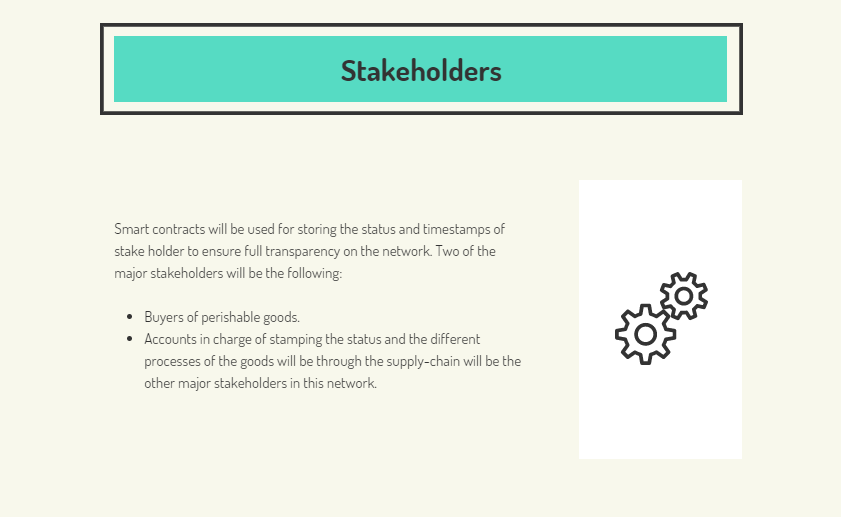 Stakeholders
Smart contracts will be used for storing the status and timestamps of
stake holder to ensure full transparency on the network. Two of the
major stakeholders will be the following:
Buyers of perishable goods.
Accounts in charge of stamping the status and the different
processes of the goods will be through the supply-chain will be the
other major stakeholders in this network.